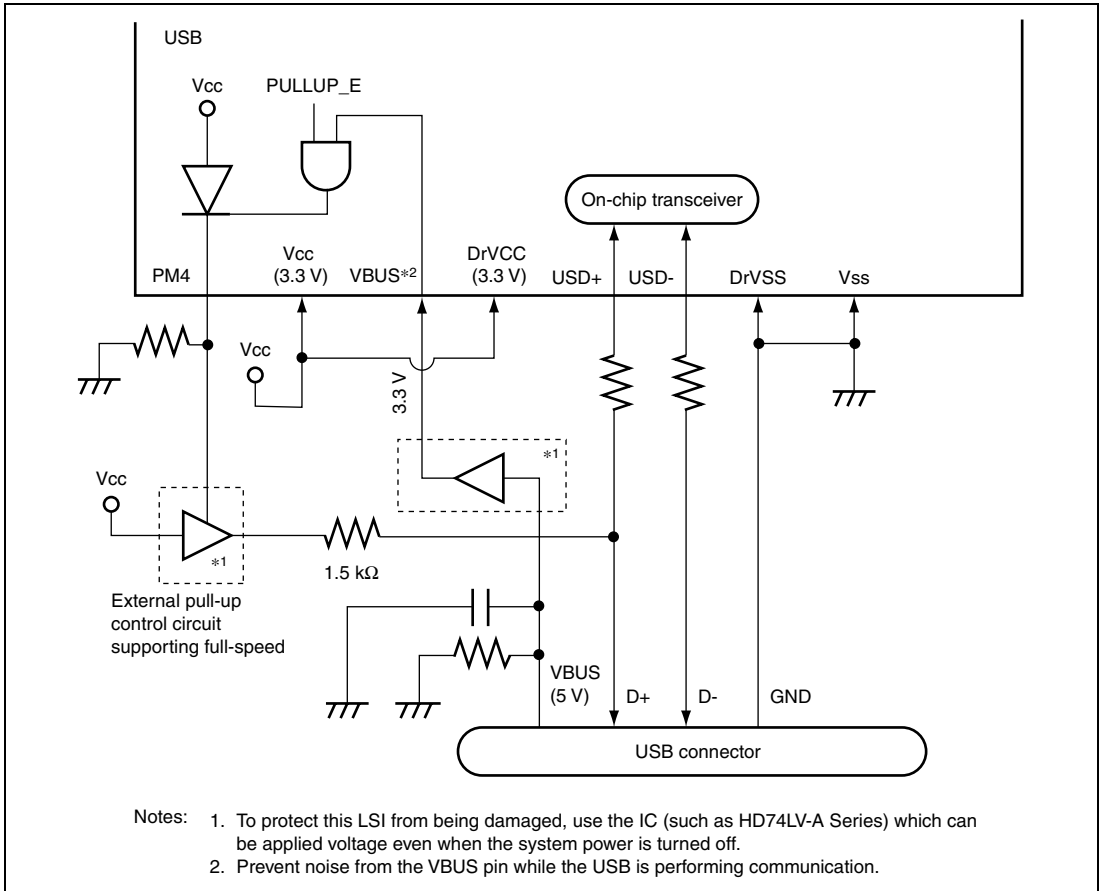 USB
Vcc
PULLUP_E
On-chip transceiver
PM4
Vcc
(3.3 V)
VBUS*2
DrVCC
(3.3 V)
USD+
USD-
DrVSS
Vss
Vcc
3.3 V
*1
Vcc
*1
1.5 kΩ
External pull-up
control circuit
supporting full-speed
VBUS
(5 V)
D+
D-
GND
USB connector
Notes: 1. To protect this LSI from being damaged, use the IC (such as HD74LV-A Series) which can
be applied voltage even when the system power is turned off.
2. Prevent noise from the VBUS pin while the USB is performing communication.